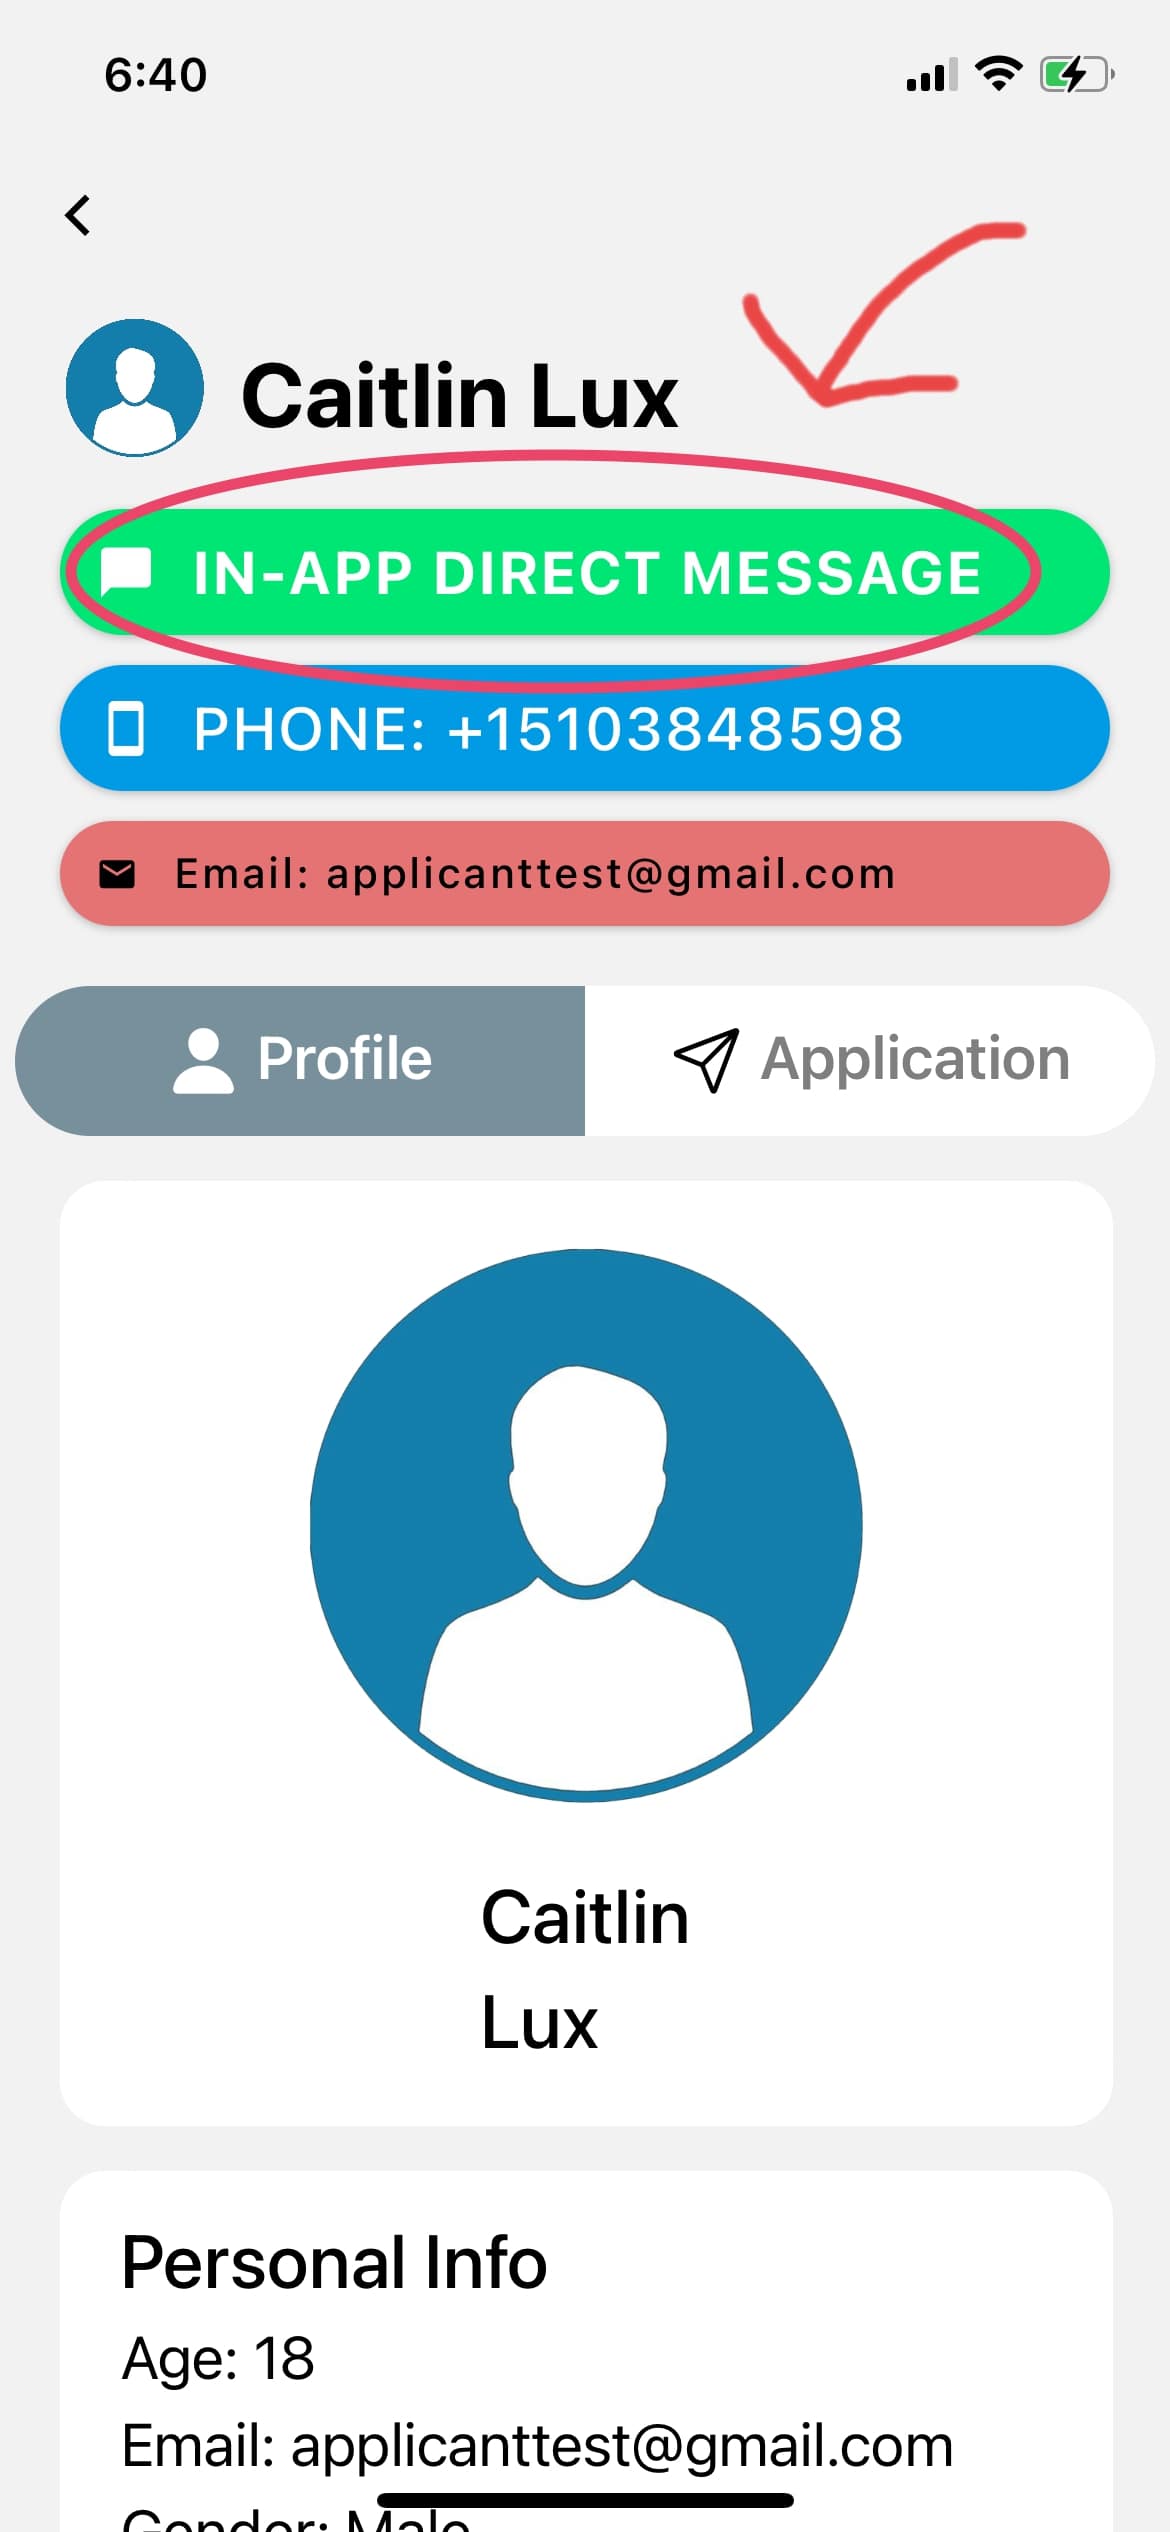 6:40
Caitlin Lux
IN-APP DIRECT MESSAGE
PHONE: +15103848598
Email: applicanttest@gmail.com
Profile
Application
Caitlin
Lux
Personal Info
Age: 18
Email: applicanttest@gmail.com
Gender: Male